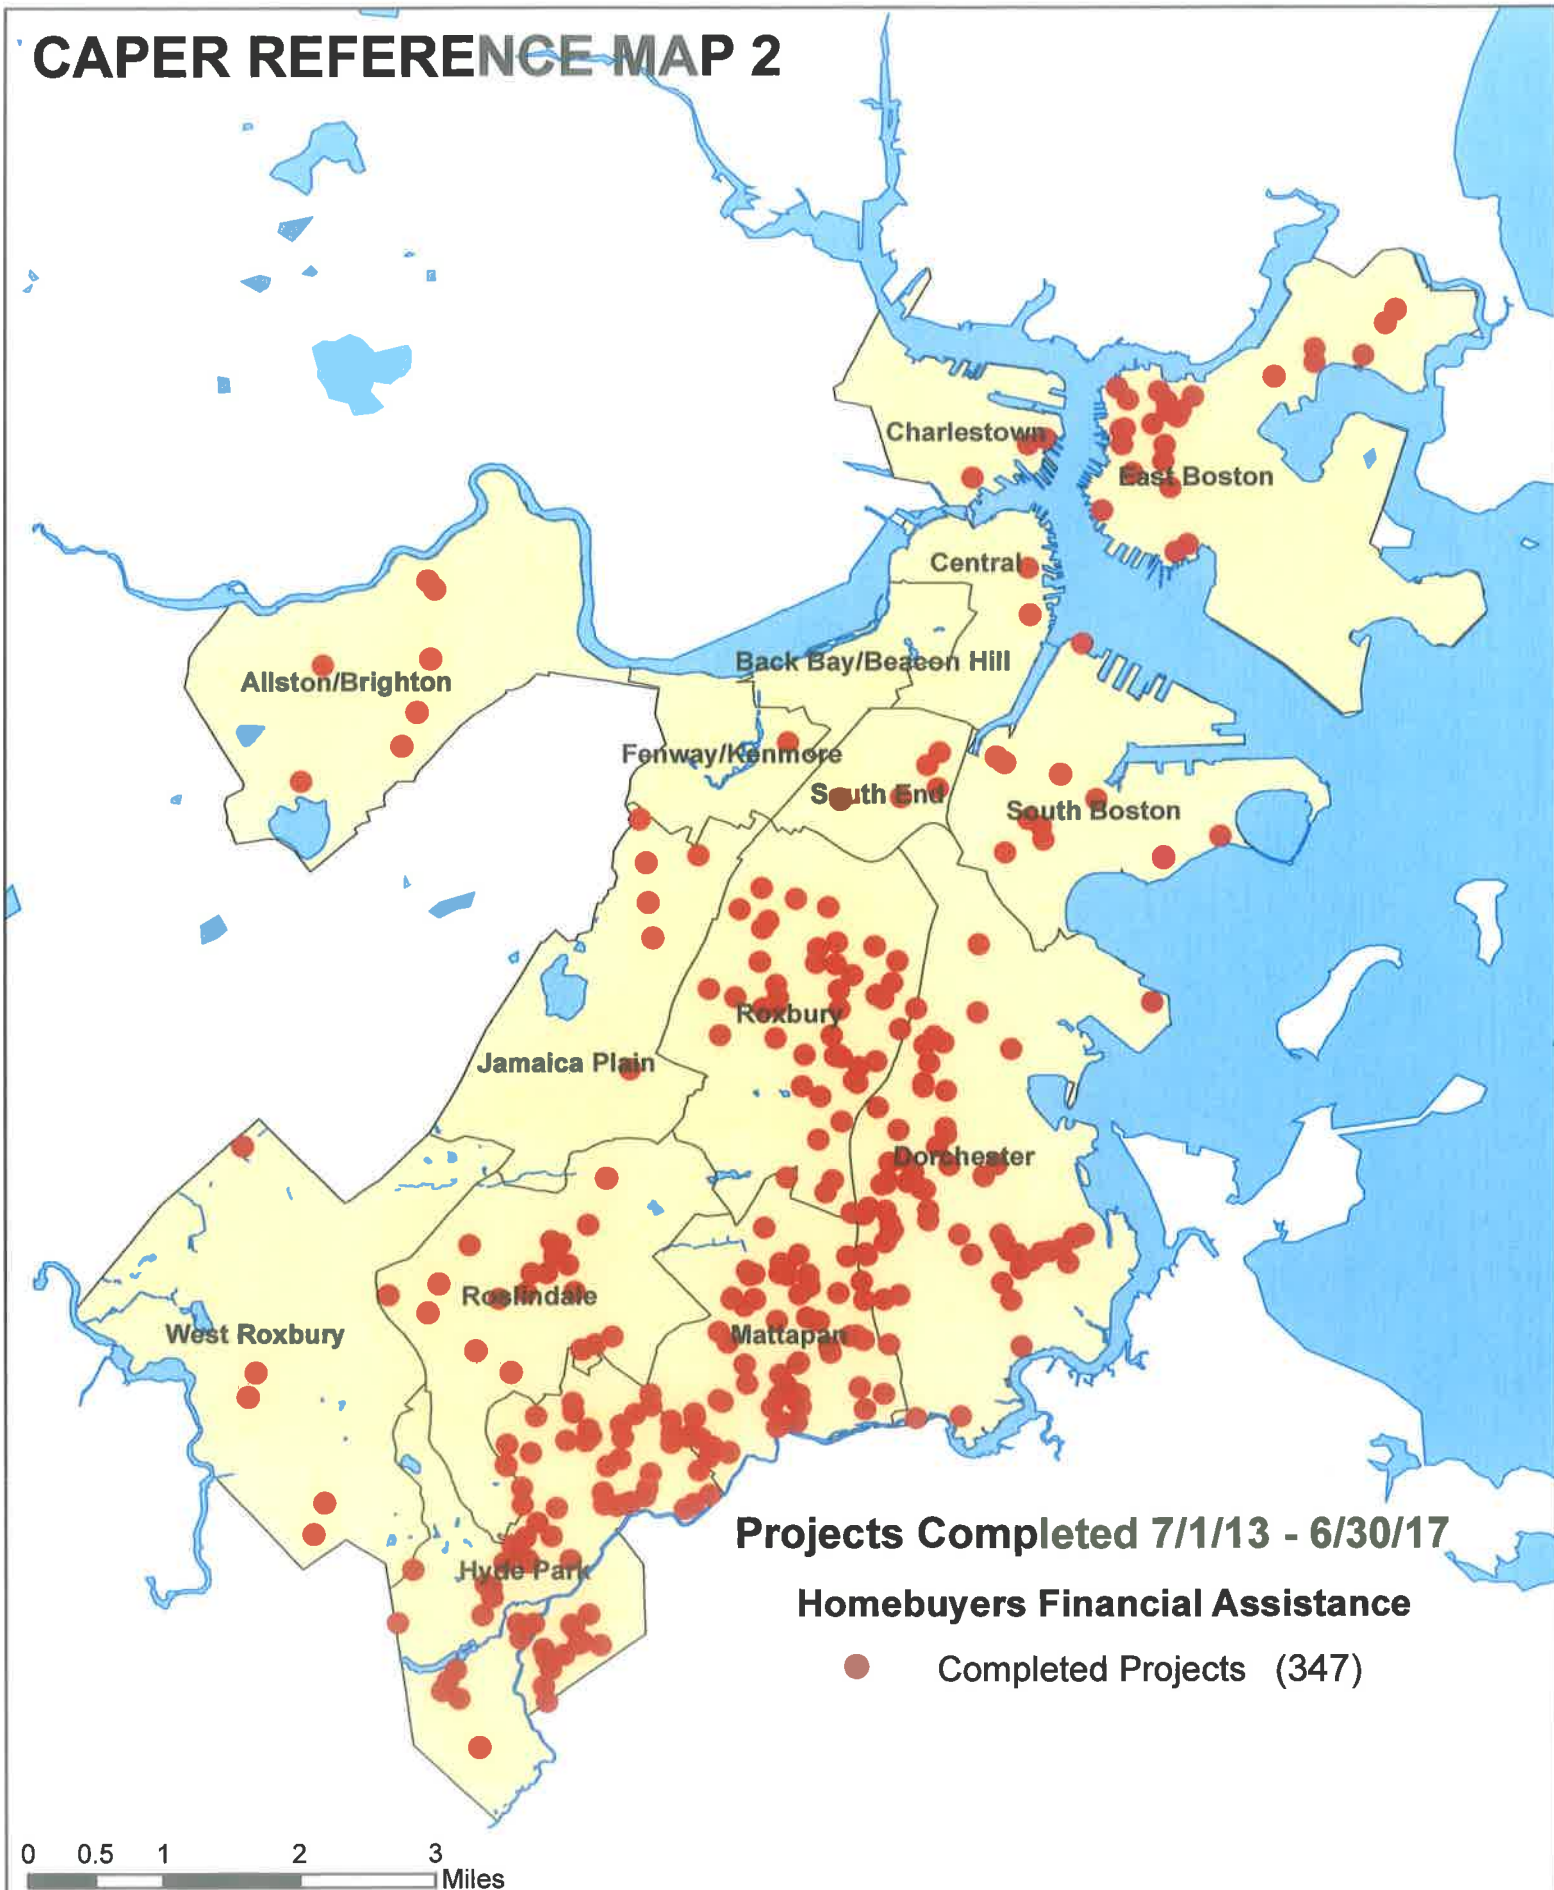 CAPER REFERENCE MAP 2
Charlestown
East Boston
Central
Back Bay/Beacon Hill
Allston/Brighton
Fenway/Kenmore
South End
South Boston
Roxbury
Jamaica Plain
Dorchester
Roslindale
West Roxbury
Mattapan
Hyde Park
Projects Completed 7/1/13 - 6/30/17
Homebuyers Financial Assistance
Completed Projects (347)
0 0.5 1 2 3
Miles